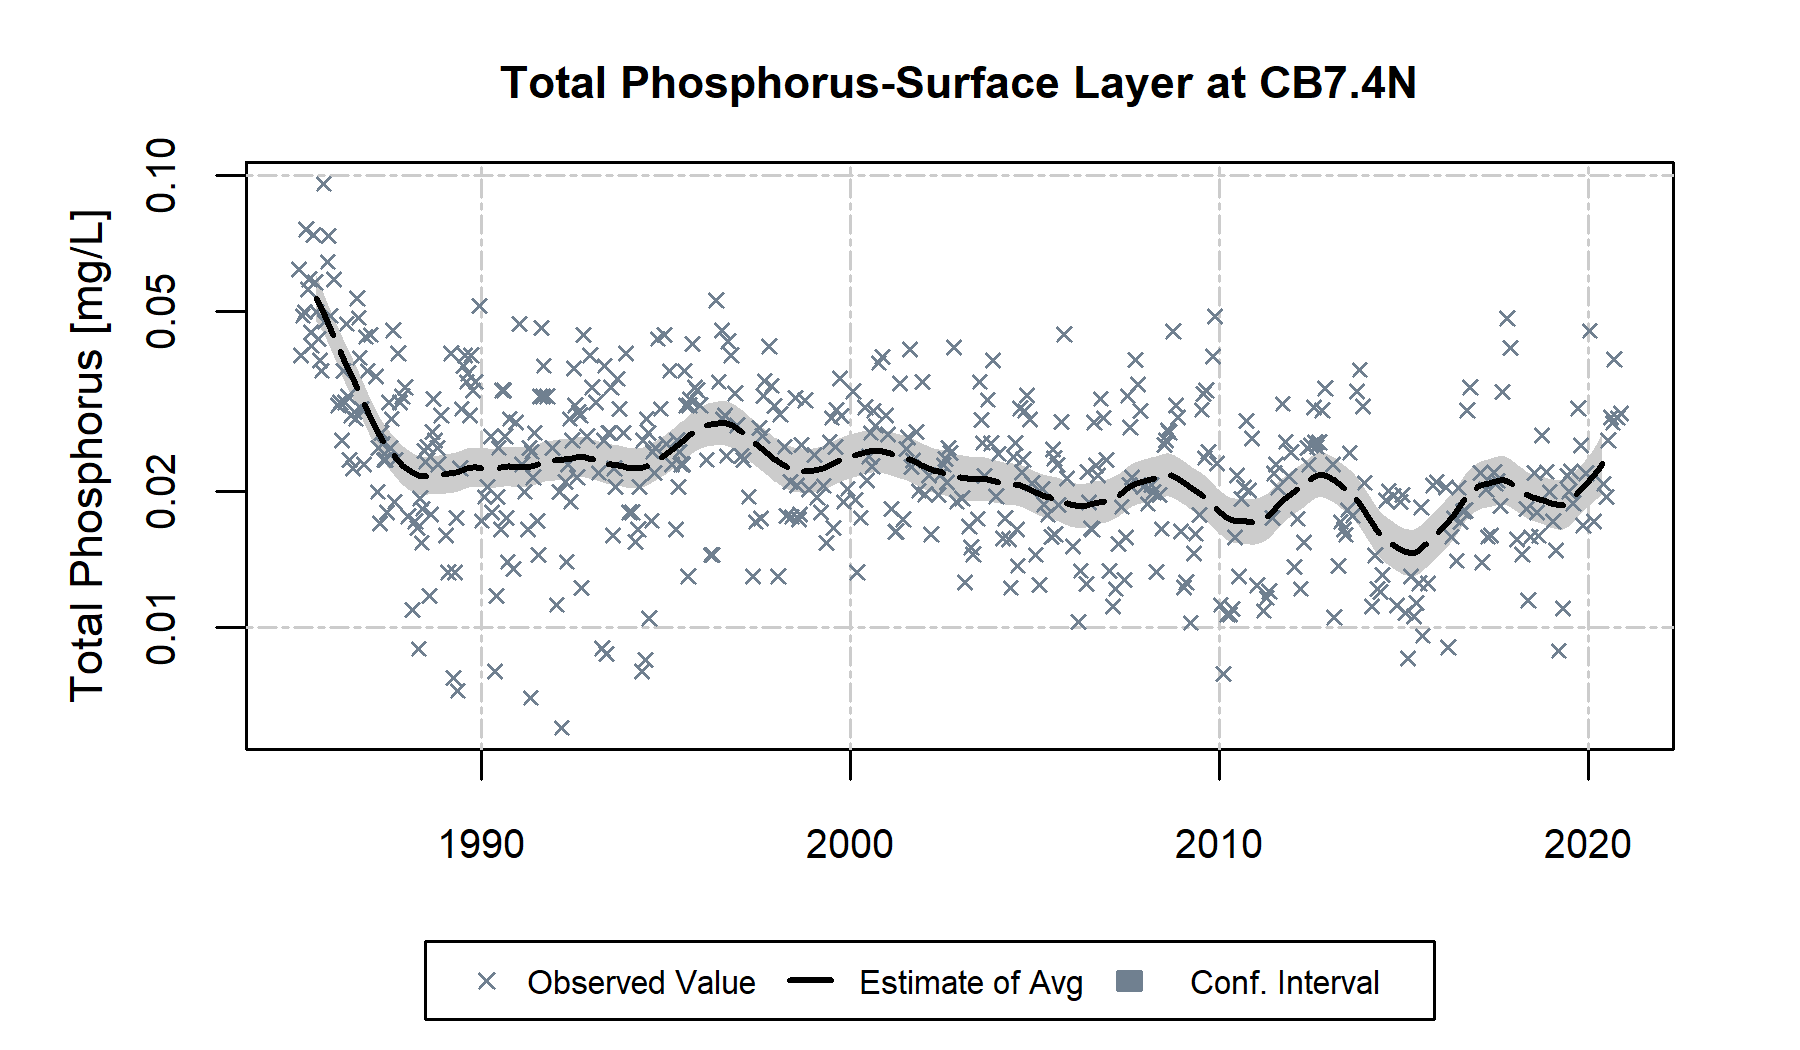 Total Phosphorus-Surface Layer at CB7.4N
Total Phosphorus [mg/L]
0.10
0.05
0.02
0.01
1990 2000 2010 2020
Observed Value Estimate of Avg Conf. Interval